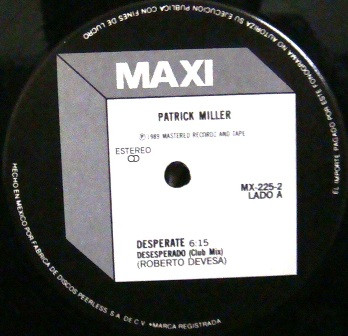 EL IMPORTE PAGADO POR ESTE FONOGRAMA NO AUTORIZA SU EJECUCION PUBLICA CON FINES DE LUCRO
MAXI
PATRICK MILLER
Ⓟ 1989 MASTERED RECORDS AND TAPE
ESTEREO
MX-225-2
LADO A
DESPERATE 6:15
DESESPERADO (Club Mix)
(ROBERTO DEVESA)
HECHO EN MEXICO POR FABRICA DE DISCOS PEERLESS S.A. DE C.V. *MARCA REGISTRADA